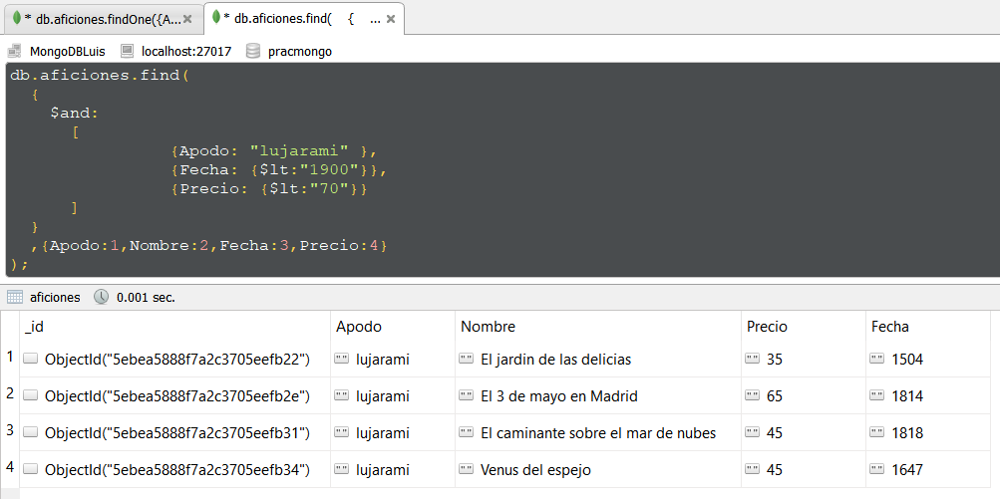 * db.aficiones.findOne({A...
* db.aficiones.find(    {    ...
MongoDBLuis localhost:27017 pracmongo
db.aficiones.find(
{
$and:
[
{Apodo: "lujarami" },
{Fecha: {$lt:"1900"}},
{Precio: {$lt:"70"}}
]
}
,{Apodo:1,Nombre:2,Fecha:3,Precio:4}
);
aficiones 0.001 sec.
_id Apodo Nombre Precio Fecha
1 ObjectId("5ebea5888f7a2c3705eefb22") "" lujarami "" El jardin de las delicias "" 35 "" 1504
2 ObjectId("5ebea5888f7a2c3705eefb2e") "" lujarami "" El 3 de mayo en Madrid "" 65 "" 1814
3 ObjectId("5ebea5888f7a2c3705eefb31") "" lujarami "" El caminante sobre el mar de nubes "" 45 "" 1818
4 ObjectId("5ebea5888f7a2c3705eefb34") "" lujarami "" Venus del espejo "" 45 "" 1647